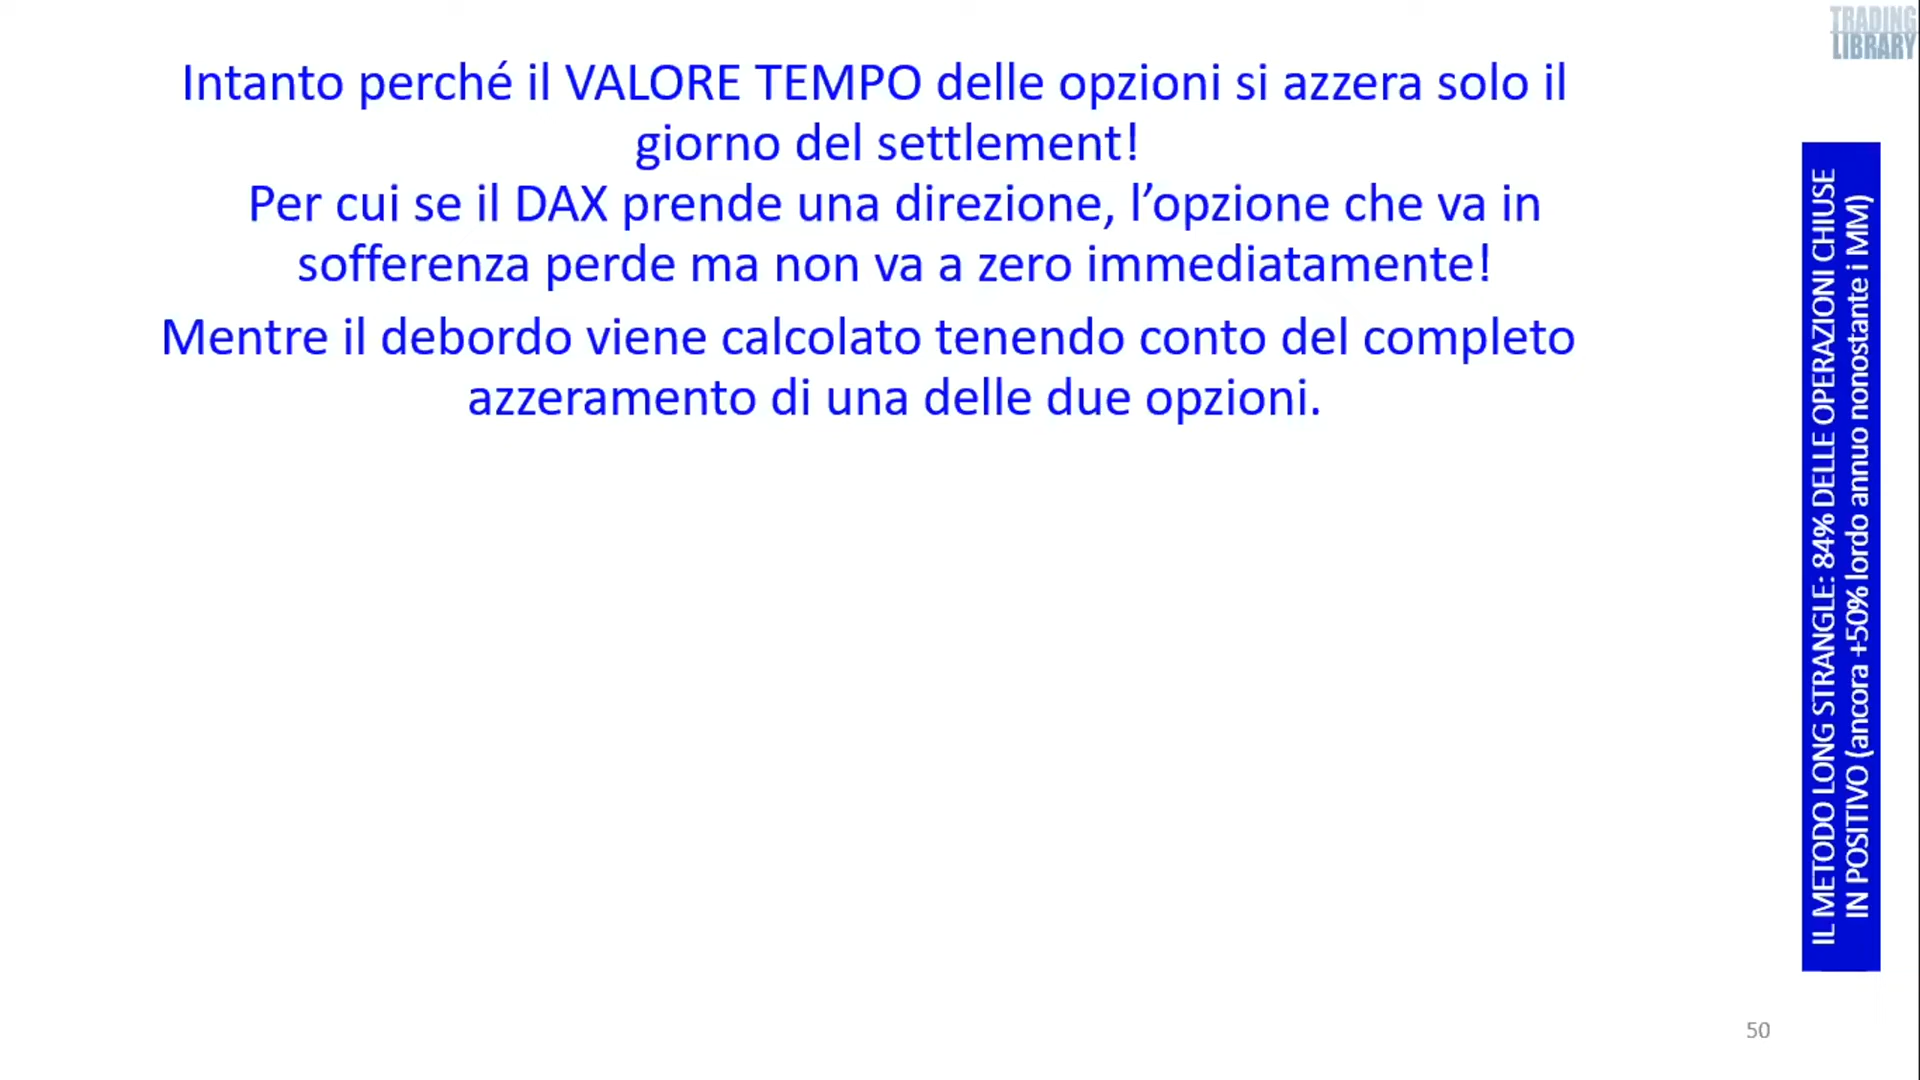 TRADING
LIBRARY
Intanto perché il VALORE TEMPO delle opzioni si azzera solo il
giorno del settlement!
Per cui se il DAX prende una direzione, l’opzione che va in
sofferenza perde ma non va a zero immediatamente!
Mentre il debordo viene calcolato tenendo conto del completo
azzeramento di una delle due opzioni.
IL METODO LONG STRANGLE: 84% DELLE OPERAZIONI CHIUSE
IN POSITIVO (ancora +50% lordo annuo nonostante i MM)
50